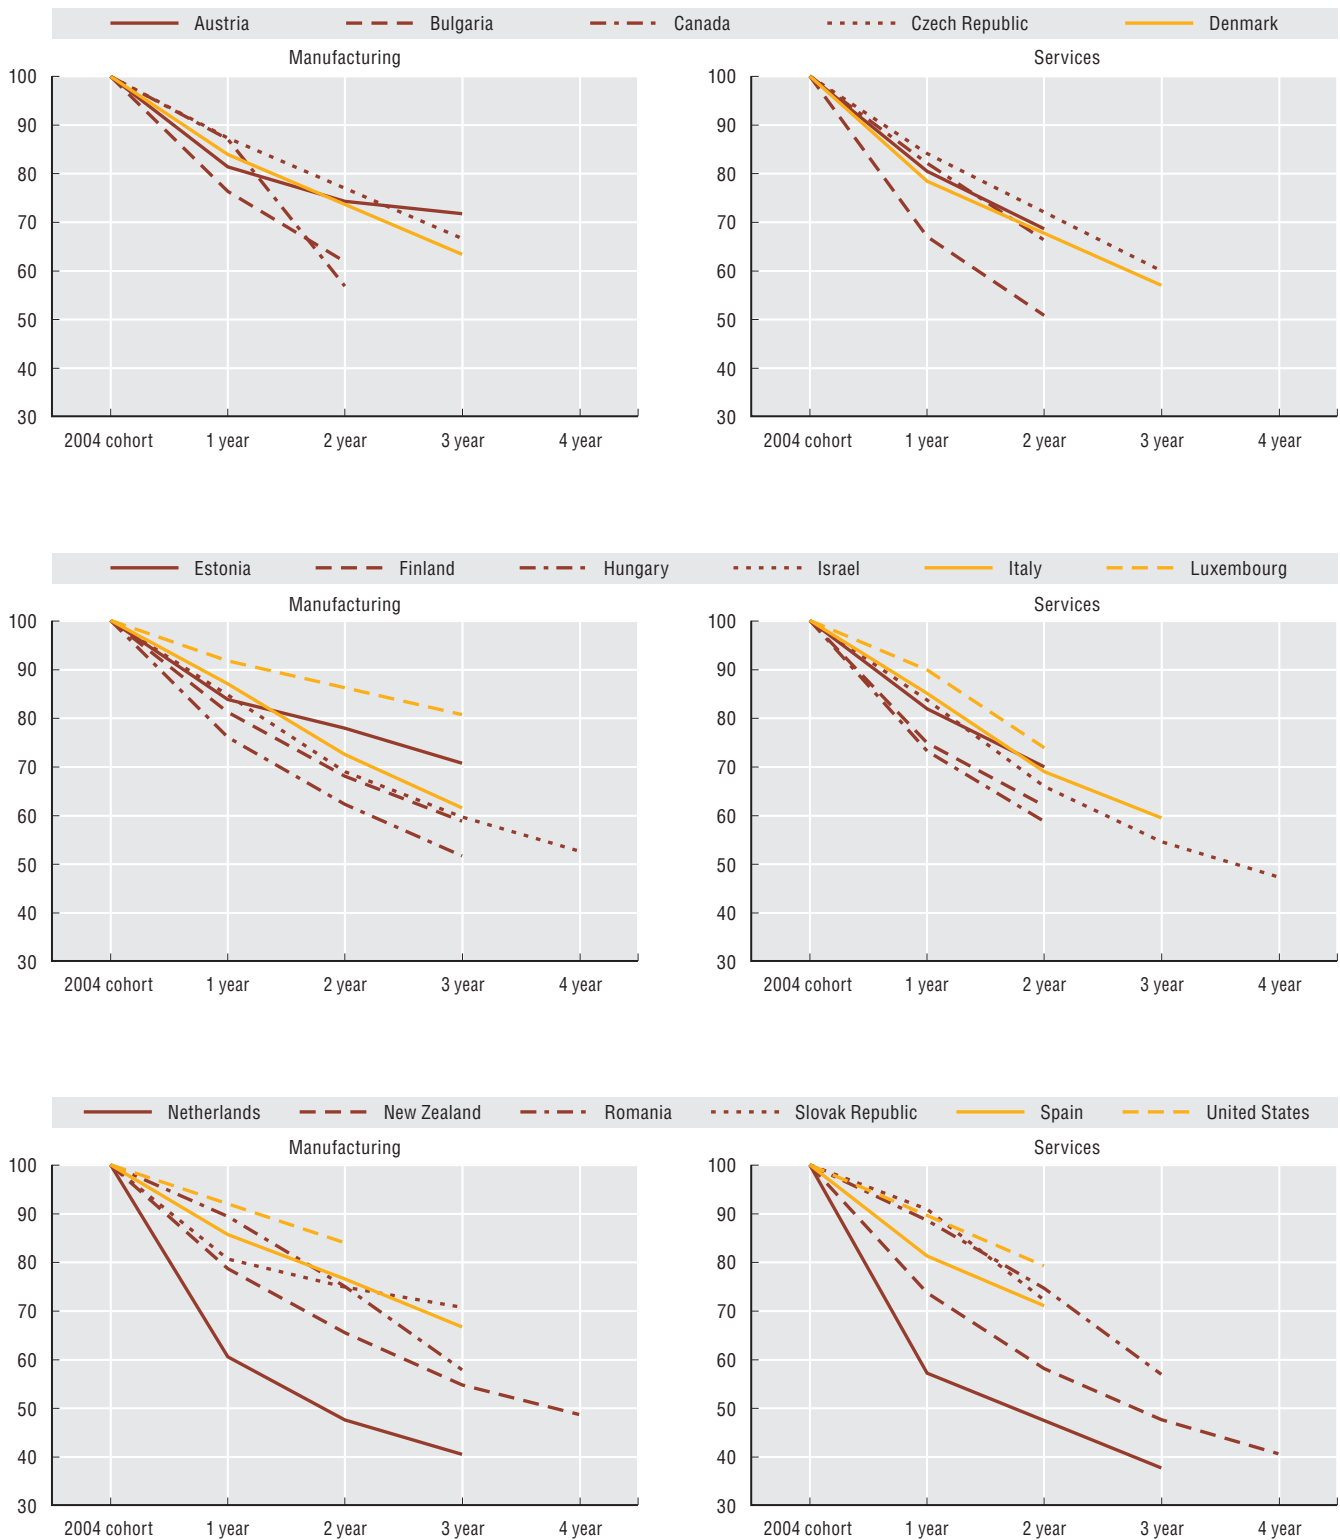 Austria Bulgaria Canada Czech Republic Denmark
Manufacturing Services
100 100
90 90
80 80
70 70
60 60
50 50
40 40
30 30
2004 cohort 1 year 2 year 3 year 4 year 2004 cohort 1 year 2 year 3 year 4 year
Estonia Finland Hungary Israel Italy Luxembourg
Manufacturing Services
100 100
90 90
80 80
70 70
60 60
50 50
40 40
30 30
2004 cohort 1 year 2 year 3 year 4 year 2004 cohort 1 year 2 year 3 year 4 year
Netherlands New Zealand Romania Slovak Republic Spain United States
Manufacturing Services
100 100
90 90
80 80
70 70
60 60
50 50
40 40
30 30
2004 cohort 1 year 2 year 3 year 4 year 2004 cohort 1 year 2 year 3 year 4 year